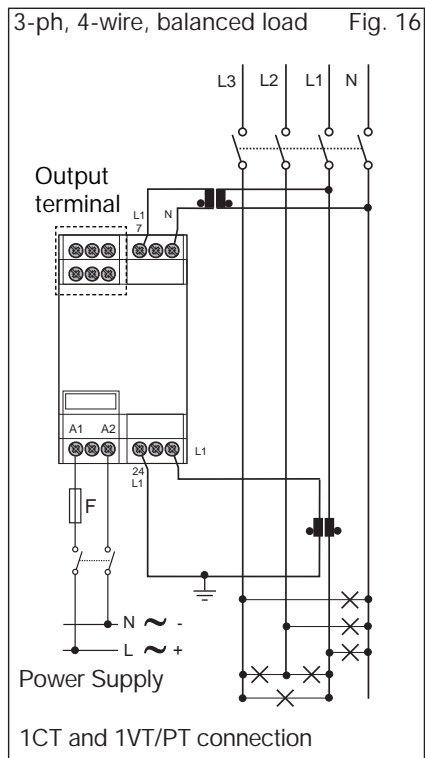 3-ph, 4-wire, balanced load Fig. 16
L3 L2 L1 N
Output
terminal
L1 N
7
A1 A2
L1
24
L1
F
N ~ -
L ~ +
Power Supply
1CT and 1VT/PT connection